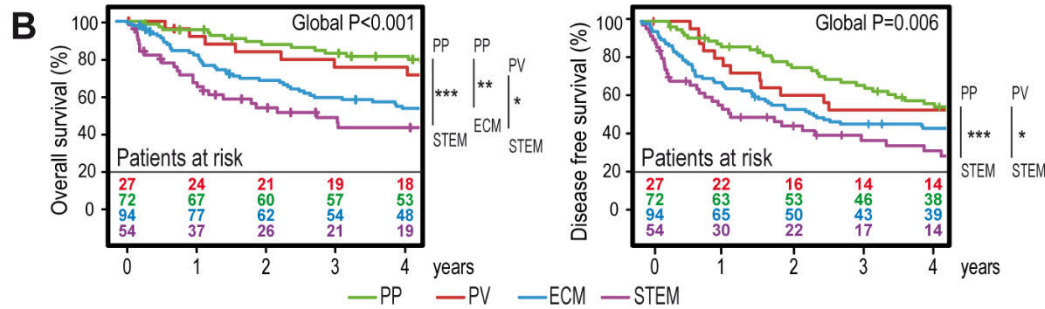 B
Overall survival (%)
100
80
60
40
20
0
Global P<0.001
Patients at risk
27 24 21 19 18
72 67 60 57 53
94 77 62 54 48
54 37 26 21 19
0 1 2 3 4 years
PP
***
STEM
PP
**
ECM
PV
*
STEM
Disease free survival (%)
100
80
60
40
20
0
Global P=0.006
Patients at risk
27 22 16 14 14
72 63 53 46 38
94 65 50 43 39
54 30 22 17 14
0 1 2 3 4 years
PP
***
STEM
PV
*
STEM
PP PV ECM STEM